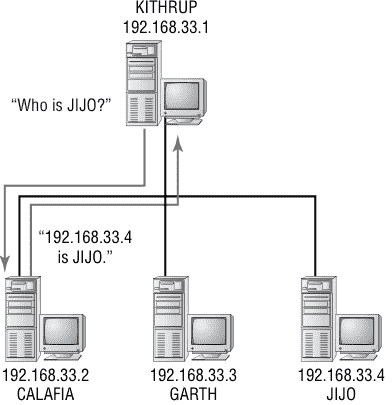 KITHRUP
192.168.33.1
“Who is JIJO?”
“192.168.33.4
is JIJO.”
192.168.33.2
CALAFIA
192.168.33.3
GARTH
192.168.33.4
JIJO